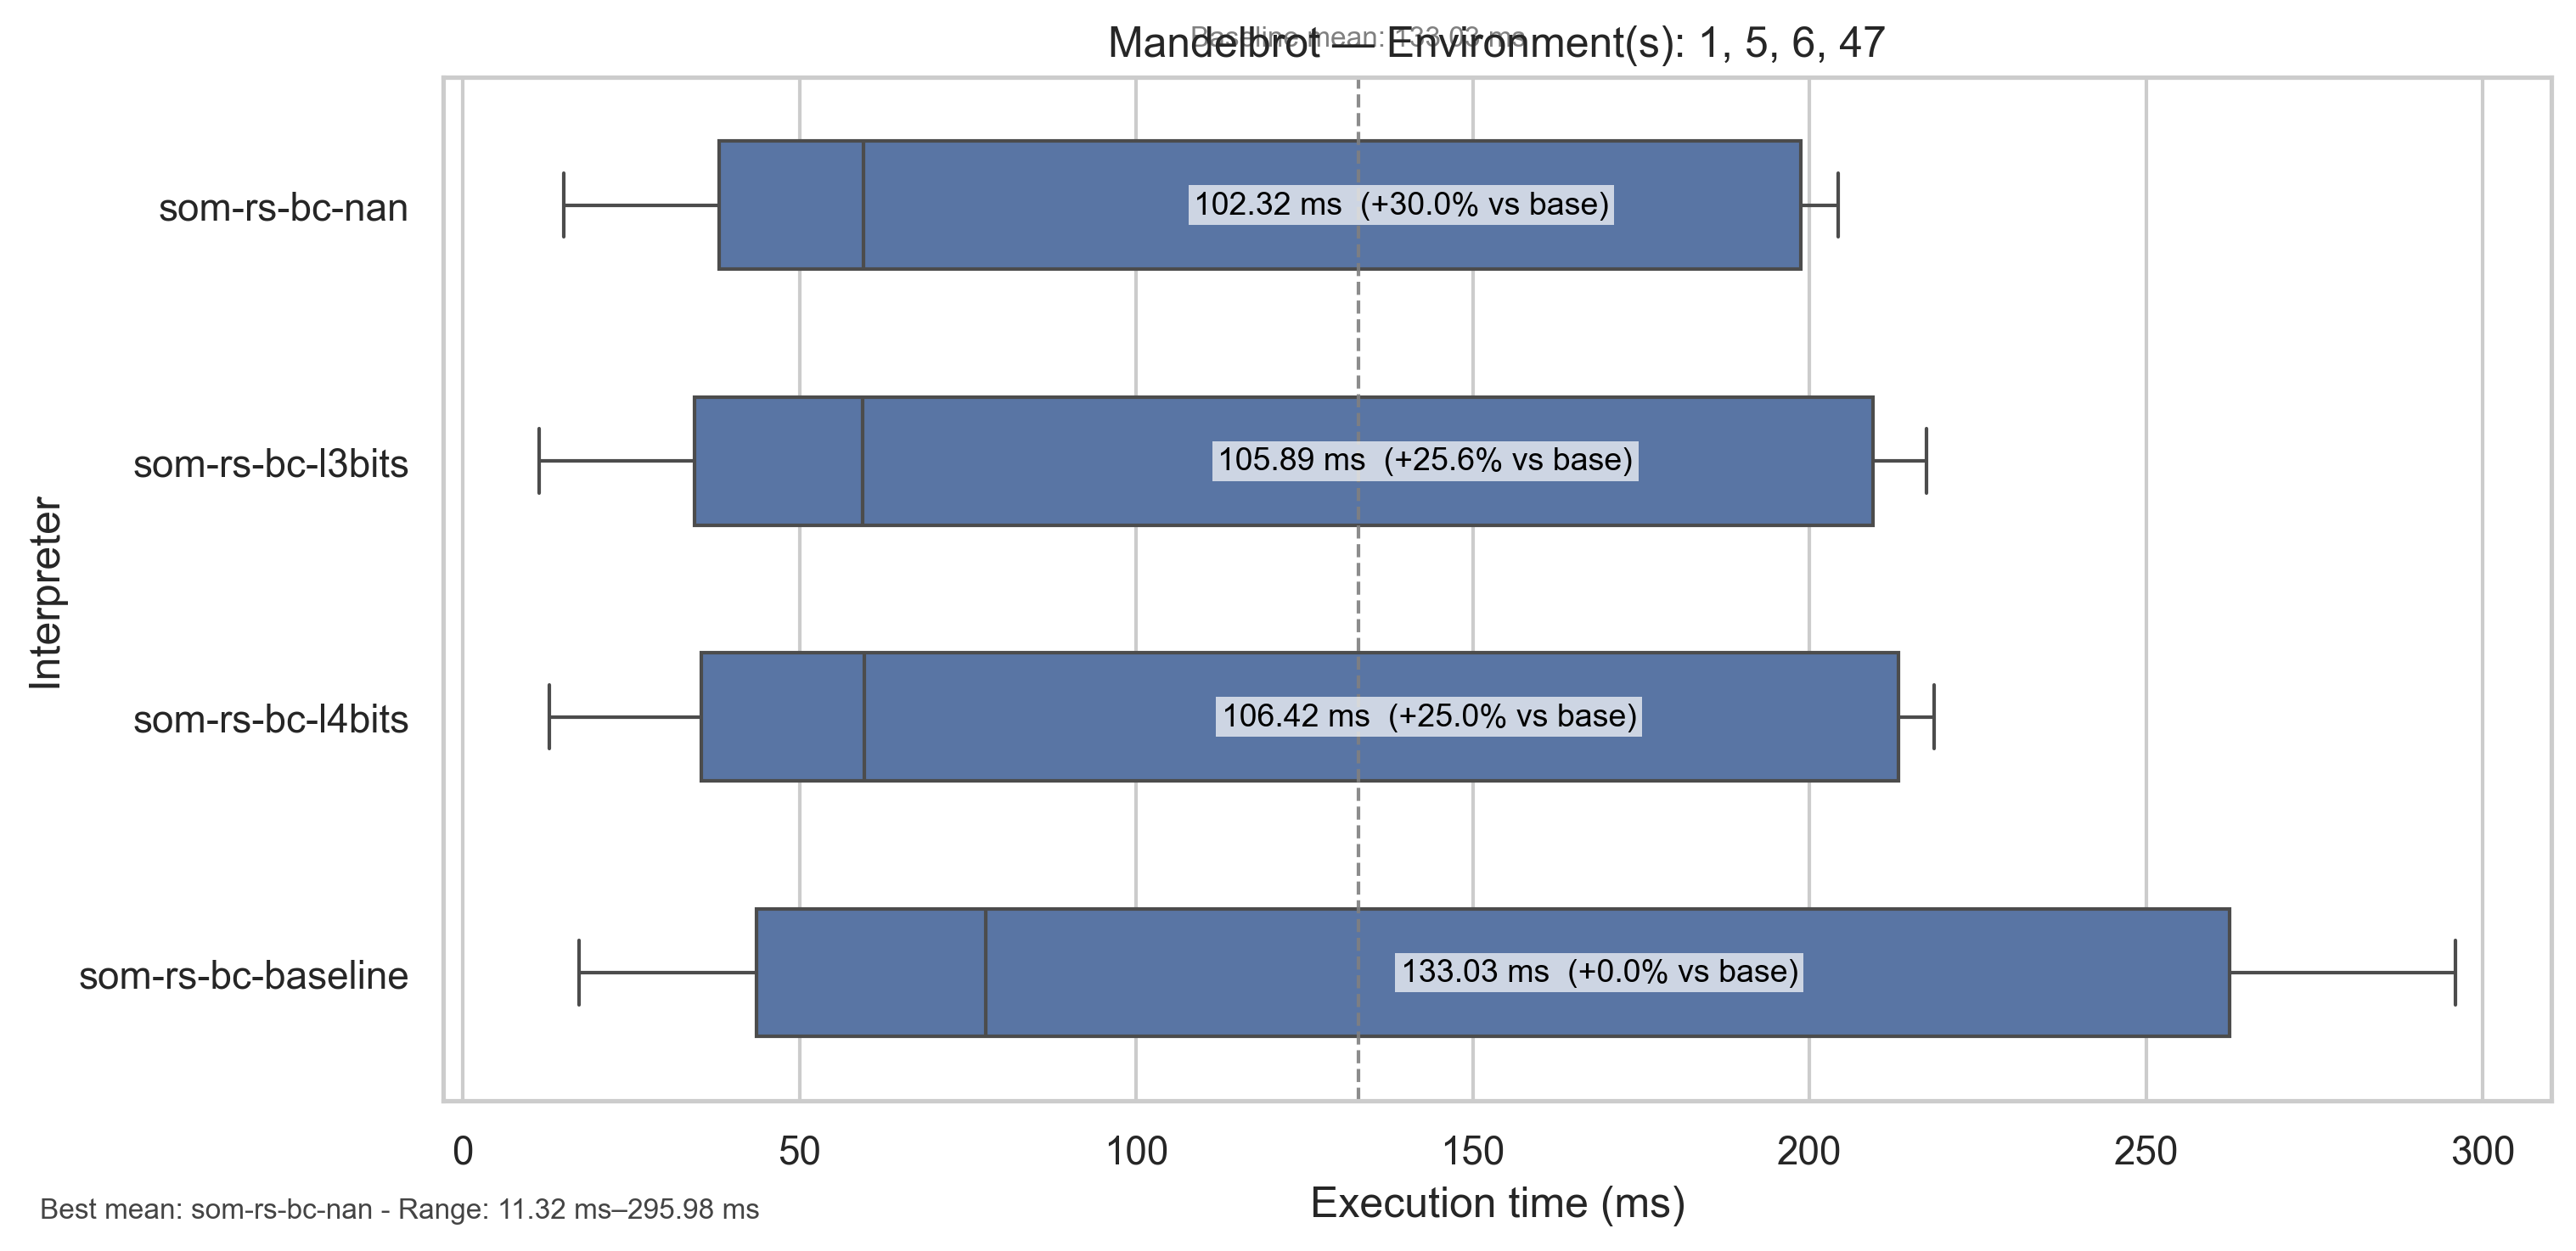 Baseline mean: 133.03 ms
Mandelbrot — Environment(s): 1, 5, 6, 47
som-rs-bc-nan
102.32 ms (+30.0% vs base)
som-rs-bc-l3bits
105.89 ms (+25.6% vs base)
som-rs-bc-l4bits
106.42 ms (+25.0% vs base)
som-rs-bc-baseline
133.03 ms (+0.0% vs base)
Interpreter
0 50 100 150 200 250 300
Execution time (ms)
Best mean: som-rs-bc-nan - Range: 11.32 ms–295.98 ms